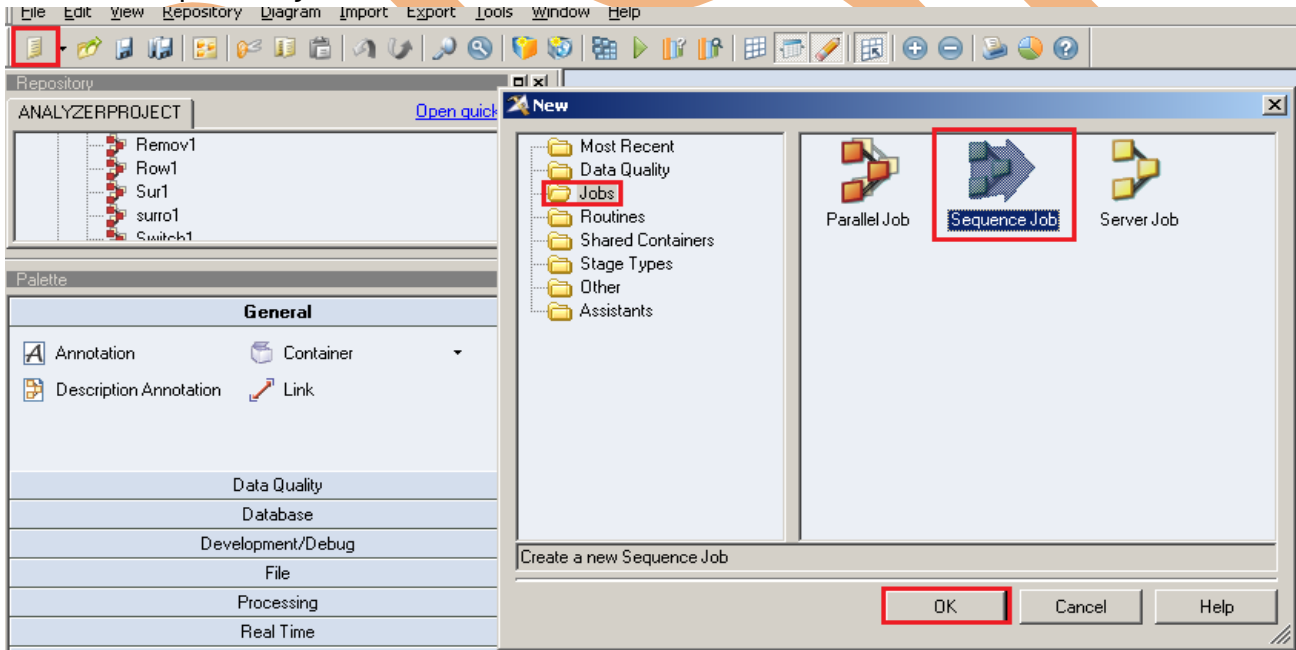 File Edit View Repository Diagram Import Export Tools Window Help
Repository
ANALYZERPROJECT
Open quick
Remov1
Row1
Sur1
surro1
Switch1
Palette
General
Annotation Container
Description Annotation Link
Data Quality
Database
Development/Debug
File
Processing
Real Time
New
Most Recent
Data Quality
Jobs
Routines
Shared Containers
Stage Types
Other
Assistants
Parallel Job Sequence Job Server Job
Create a new Sequence Job
OK Cancel Help